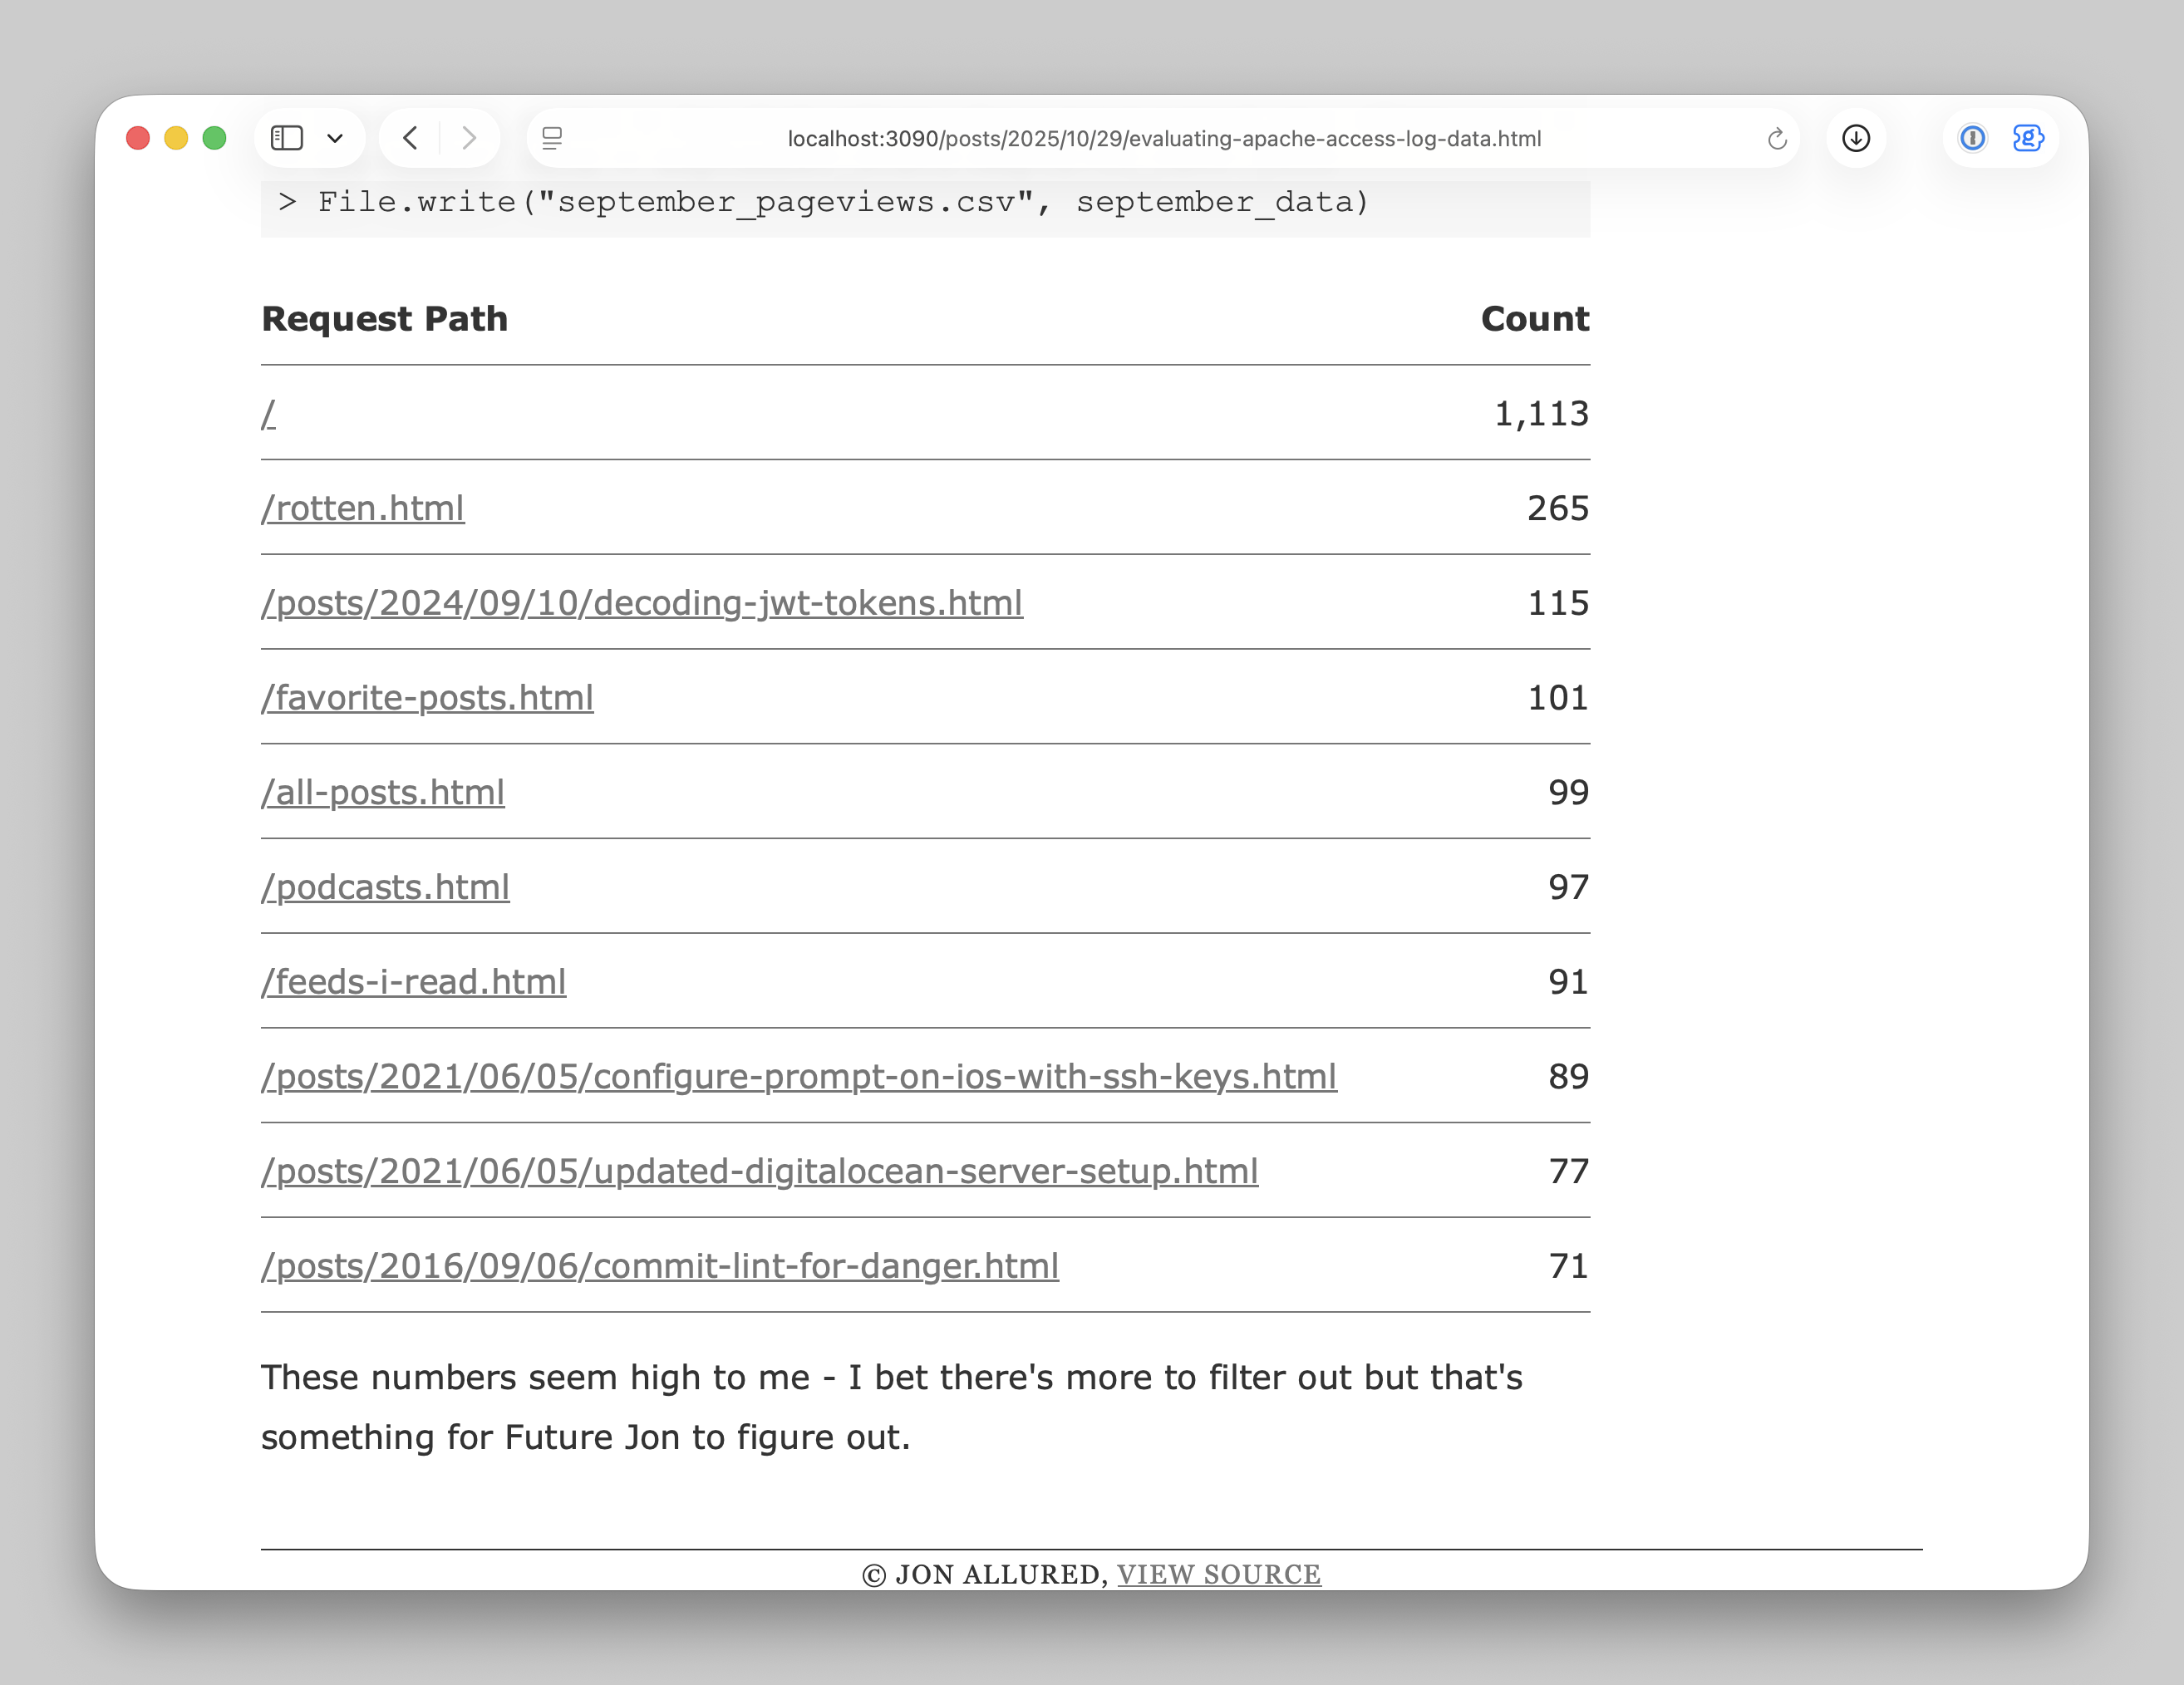 localhost:3090/posts/2025/10/29/evaluating-apache-access-log-data.html
> File.write("september_pageviews.csv", september_data)
Request Path Count
/ 1,113
/rotten.html 265
/posts/2024/09/10/decoding-jwt-tokens.html 115
/favorite-posts.html 101
/all-posts.html 99
/podcasts.html 97
/feeds-i-read.html 91
/posts/2021/06/05/configure-prompt-on-ios-with-ssh-keys.html 89
/posts/2021/06/05/updated-digitalocean-server-setup.html 77
/posts/2016/09/06/commit-lint-for-danger.html 71
These numbers seem high to me - I bet there's more to filter out but that's
something for Future Jon to figure out.
© JON ALLURED, VIEW SOURCE